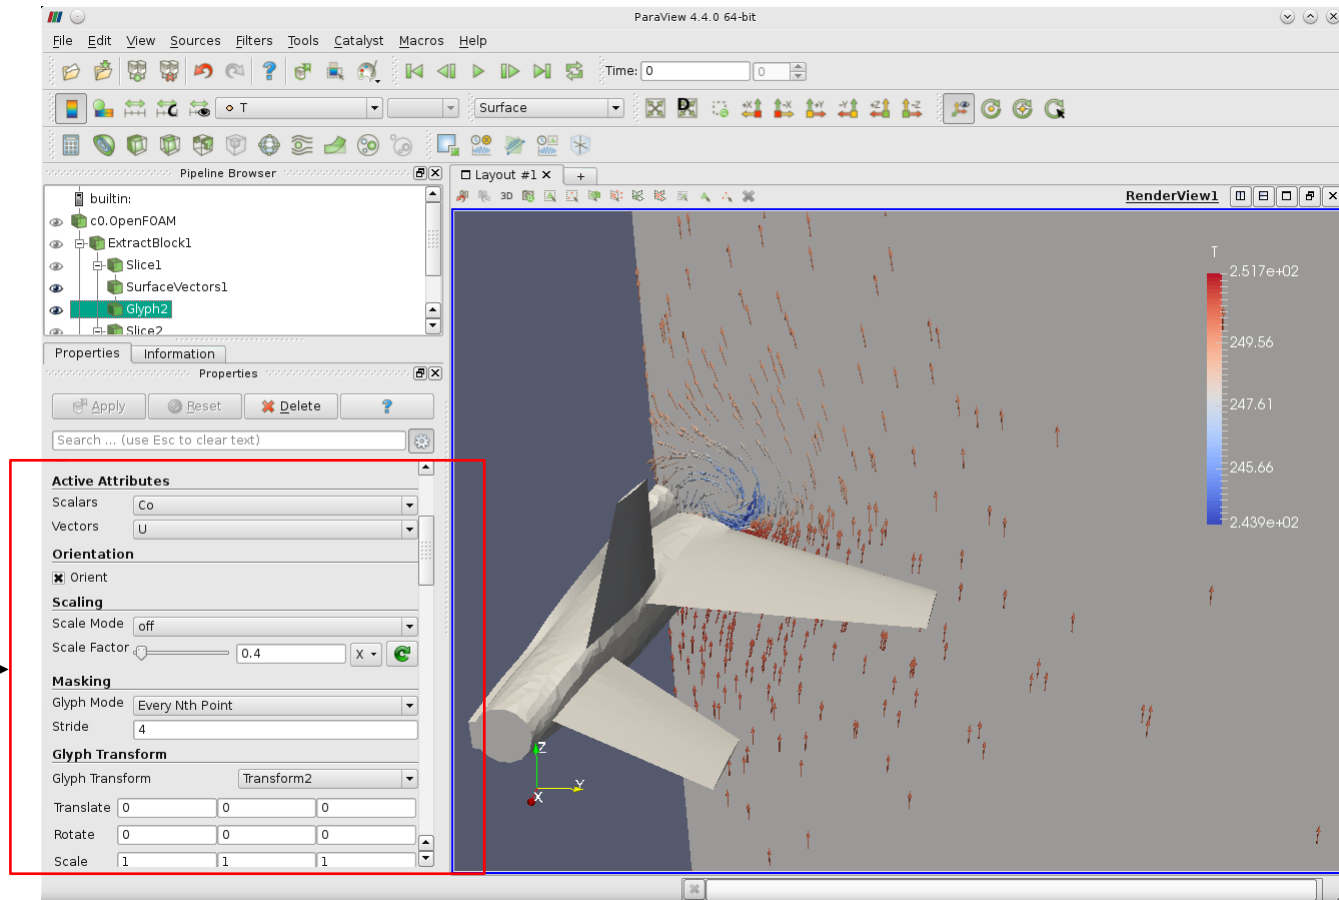 ParaView 4.4.0 64-bit
File Edit View Sources Filters Tools Catalyst Macros Help
Time: 0 0
T Surface
Pipeline Browser
Layout #1 X +
builtin:
3D RenderView1
c0.OpenFOAM
ExtractBlock1
Slice1
SurfaceVectors1
Glyph2
Slice2
Properties Information
Properties
Apply Reset Delete ?
Search ... (use Esc to clear text)
Active Attributes
Scalars Co
Vectors U
Orientation
Orient
Scaling
Scale Mode off
Scale Factor 0.4 X
Masking
Glyph Mode Every Nth Point
Stride 4
Glyph Transform
Glyph Transform Transform2
Translate 0 0 0
Rotate 0 0 0
Scale 1 1 1
T
2.517e+02
249.56
247.61
245.66
2.439e+02
Z
Y
X